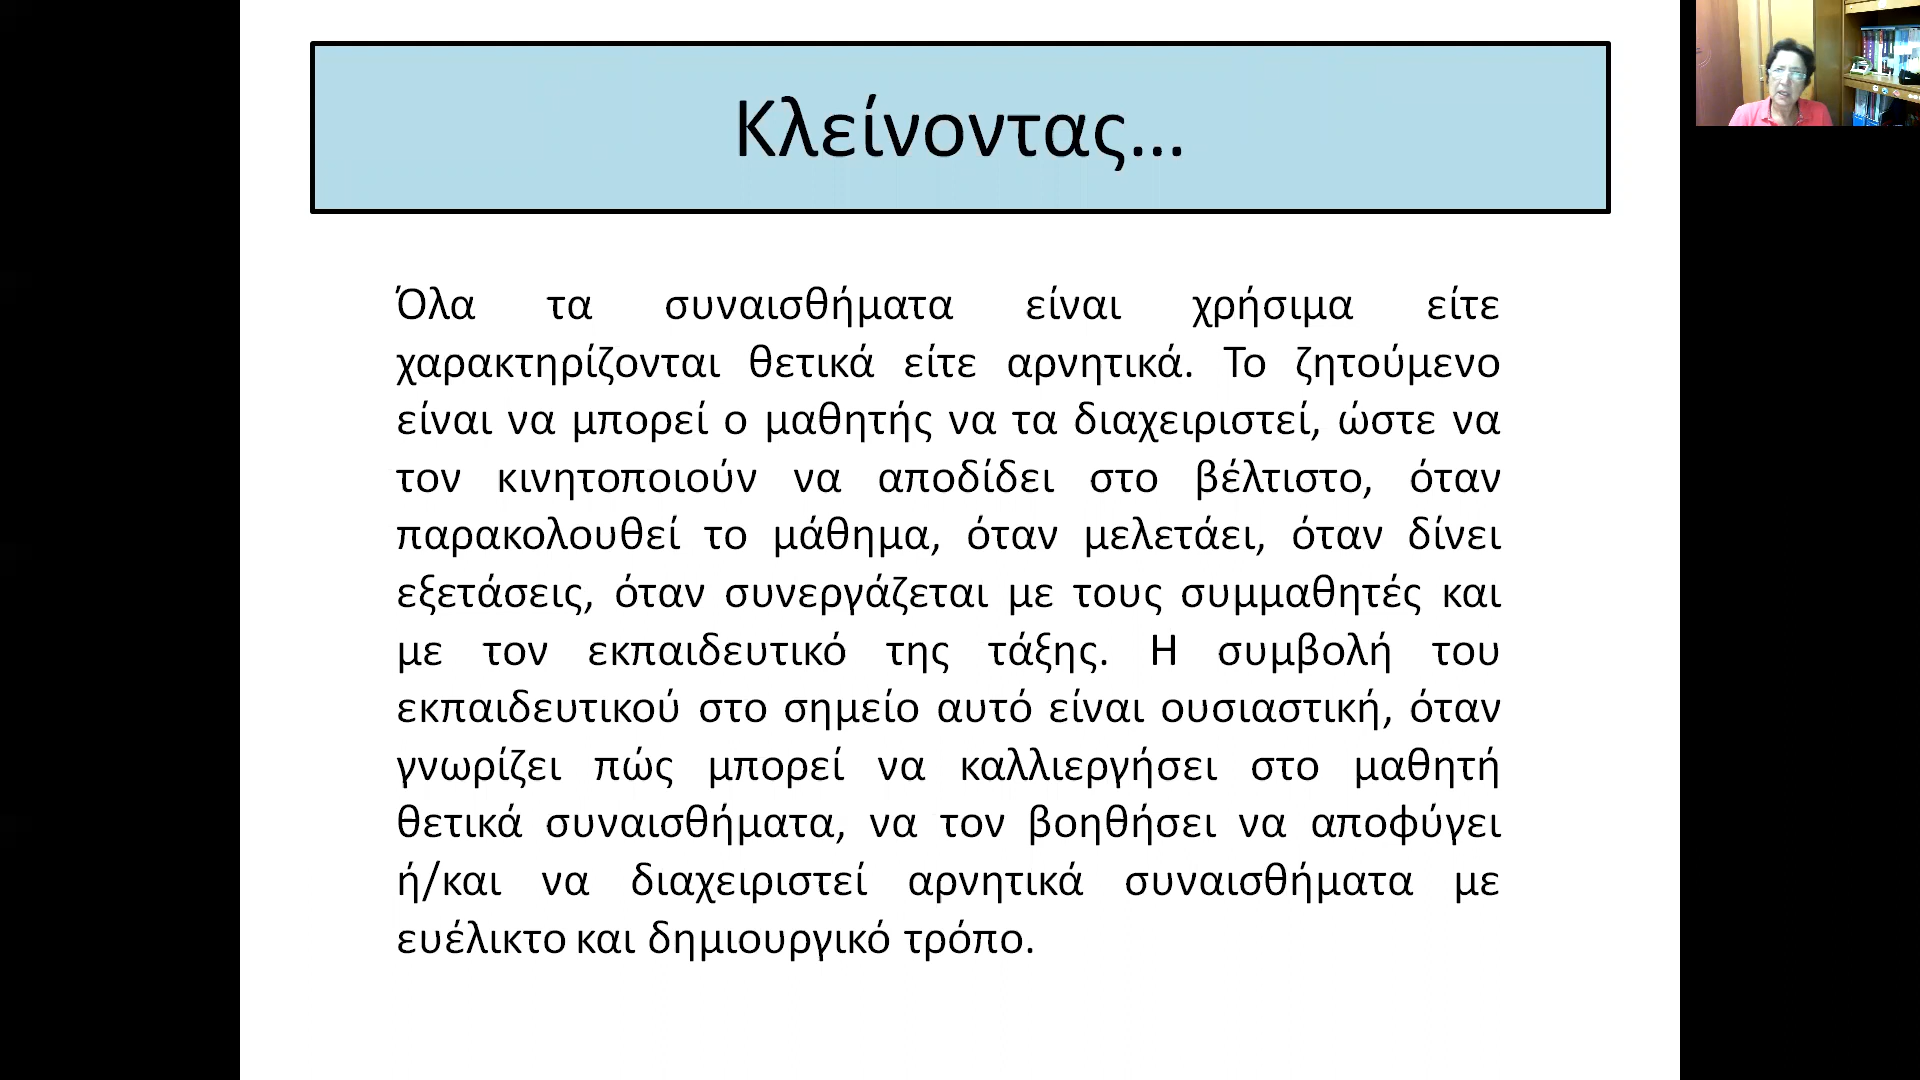 Κλείνοντας...
Όλα τα συναισθήματα είναι χρήσιμα είτε
χαρακτηρίζονται θετικά είτε αρνητικά. Το ζητούμενο
είναι να μπορεί ο μαθητής να τα διαχειριστεί, ώστε να
τον κινητοποιούν να αποδίδει στο βέλτιστο, όταν
παρακολουθεί το μάθημα, όταν μελετάει, όταν δίνει
εξετάσεις, όταν συνεργάζεται με τους συμμαθητές και
με τον εκπαιδευτικό της τάξης. Η συμβολή του
εκπαιδευτικού στο σημείο αυτό είναι ουσιαστική, όταν
γνωρίζει πώς μπορεί να καλλιεργήσει στο μαθητή
θετικά συναισθήματα, να τον βοηθήσει να αποφύγει
ή/και να διαχειριστεί αρνητικά συναισθήματα με
ευέλικτο και δημιουργικό τρόπο.